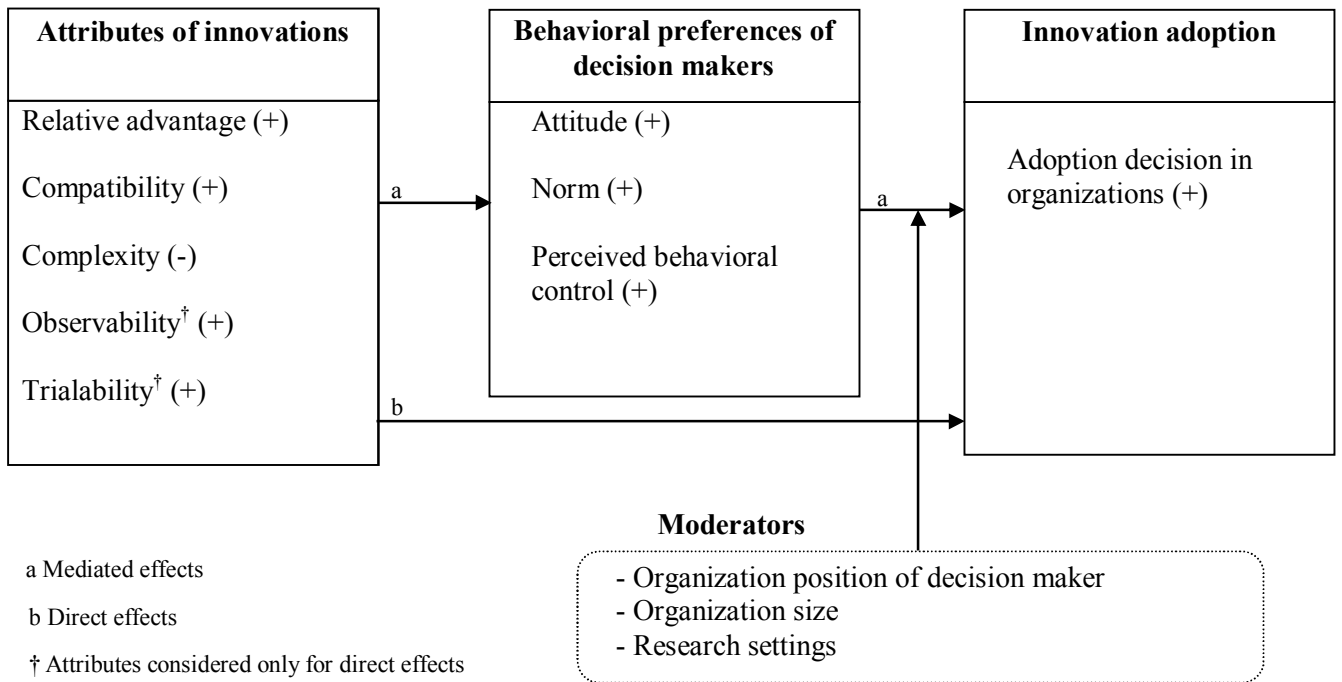 Attributes of innovations
Relative advantage (+)
Compatibility (+)
Complexity (-)
Observability† (+)
Trialability† (+)
a
b
Behavioral preferences of
decision makers
Attitude (+)
Norm (+)
Perceived behavioral
control (+)
a
Innovation adoption
Adoption decision in
organizations (+)
Moderators
- Organization position of decision maker
- Organization size
- Research settings
a Mediated effects
b Direct effects
† Attributes considered only for direct effects